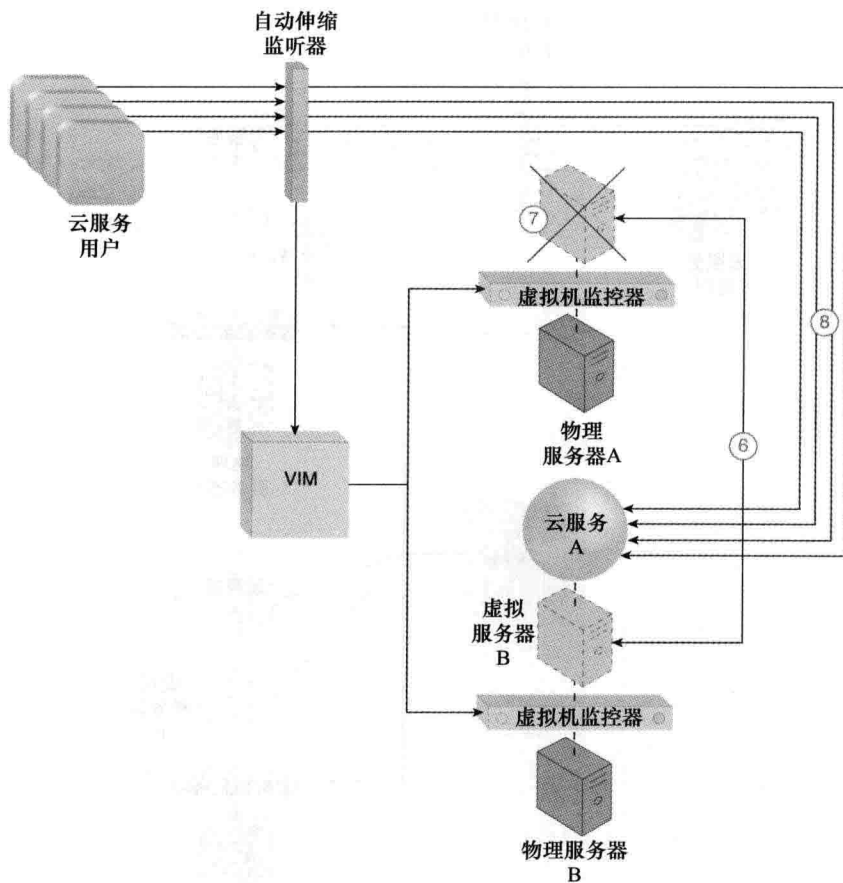 自动伸缩
监听器
云服务
用户
7
虚拟机监控器
8
物理
服务器A
6
VIM
云服务
A
虚拟
服务器
B
虚拟机监控器
物理服务器
B